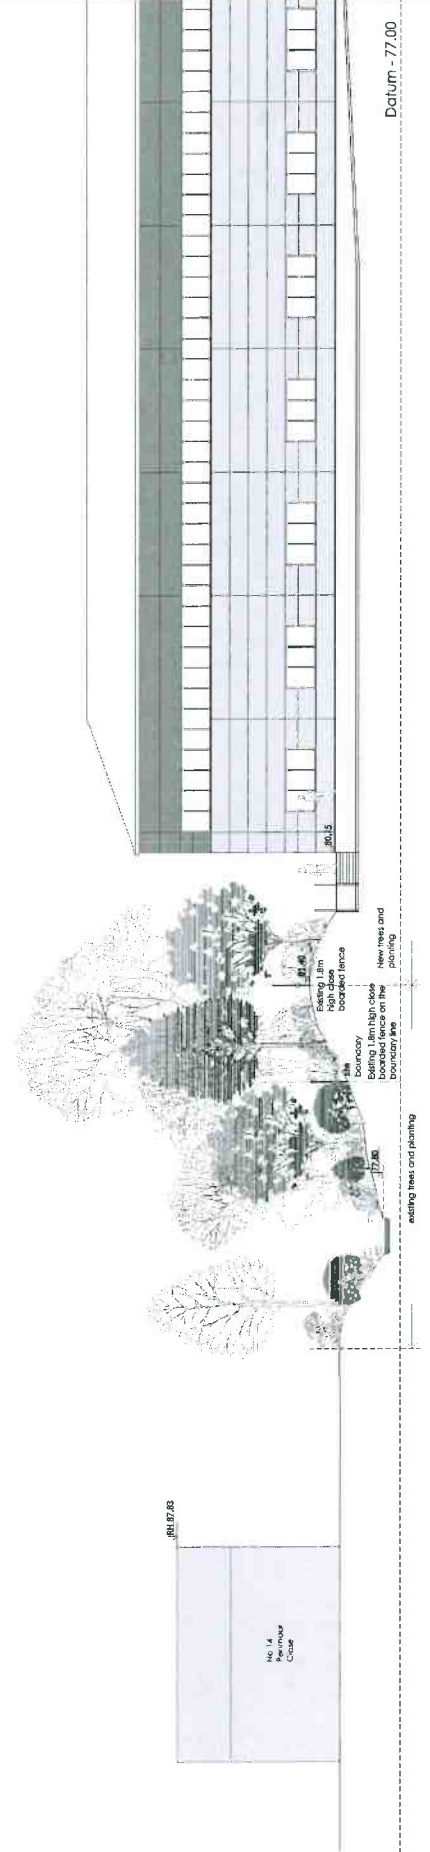 RH 87.83
No 14
Close
existing trees and planting
77.80
boundary
Existing 1.8m high close
boarded fence on the
boundary line
Existing 1.8m
high close
boarded fence
New trees and
planting
80.15
Datum - 77.00